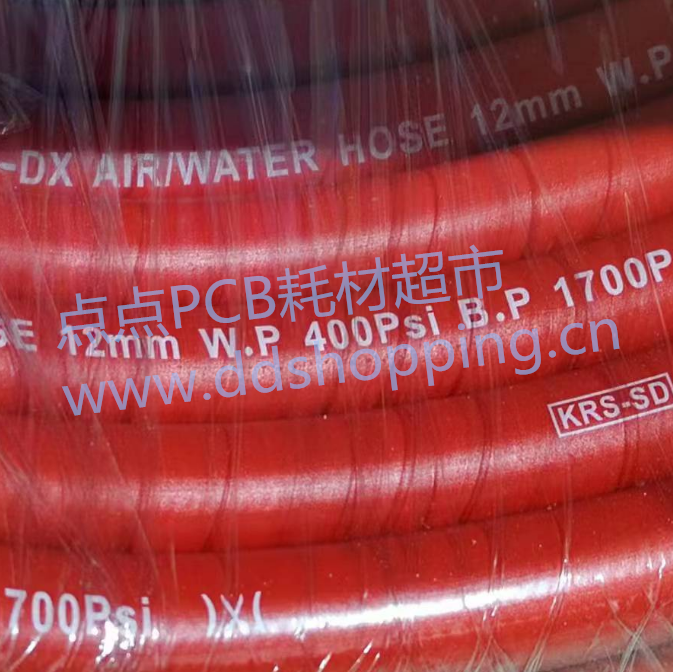 -DX AIR/WATER HOSE 12mm W.P
点点PCB耗材超市
SE 12mm W.P 400Psi B.P 1700P
www.ddshopping.cn
KRS-SD
700Psi )X(